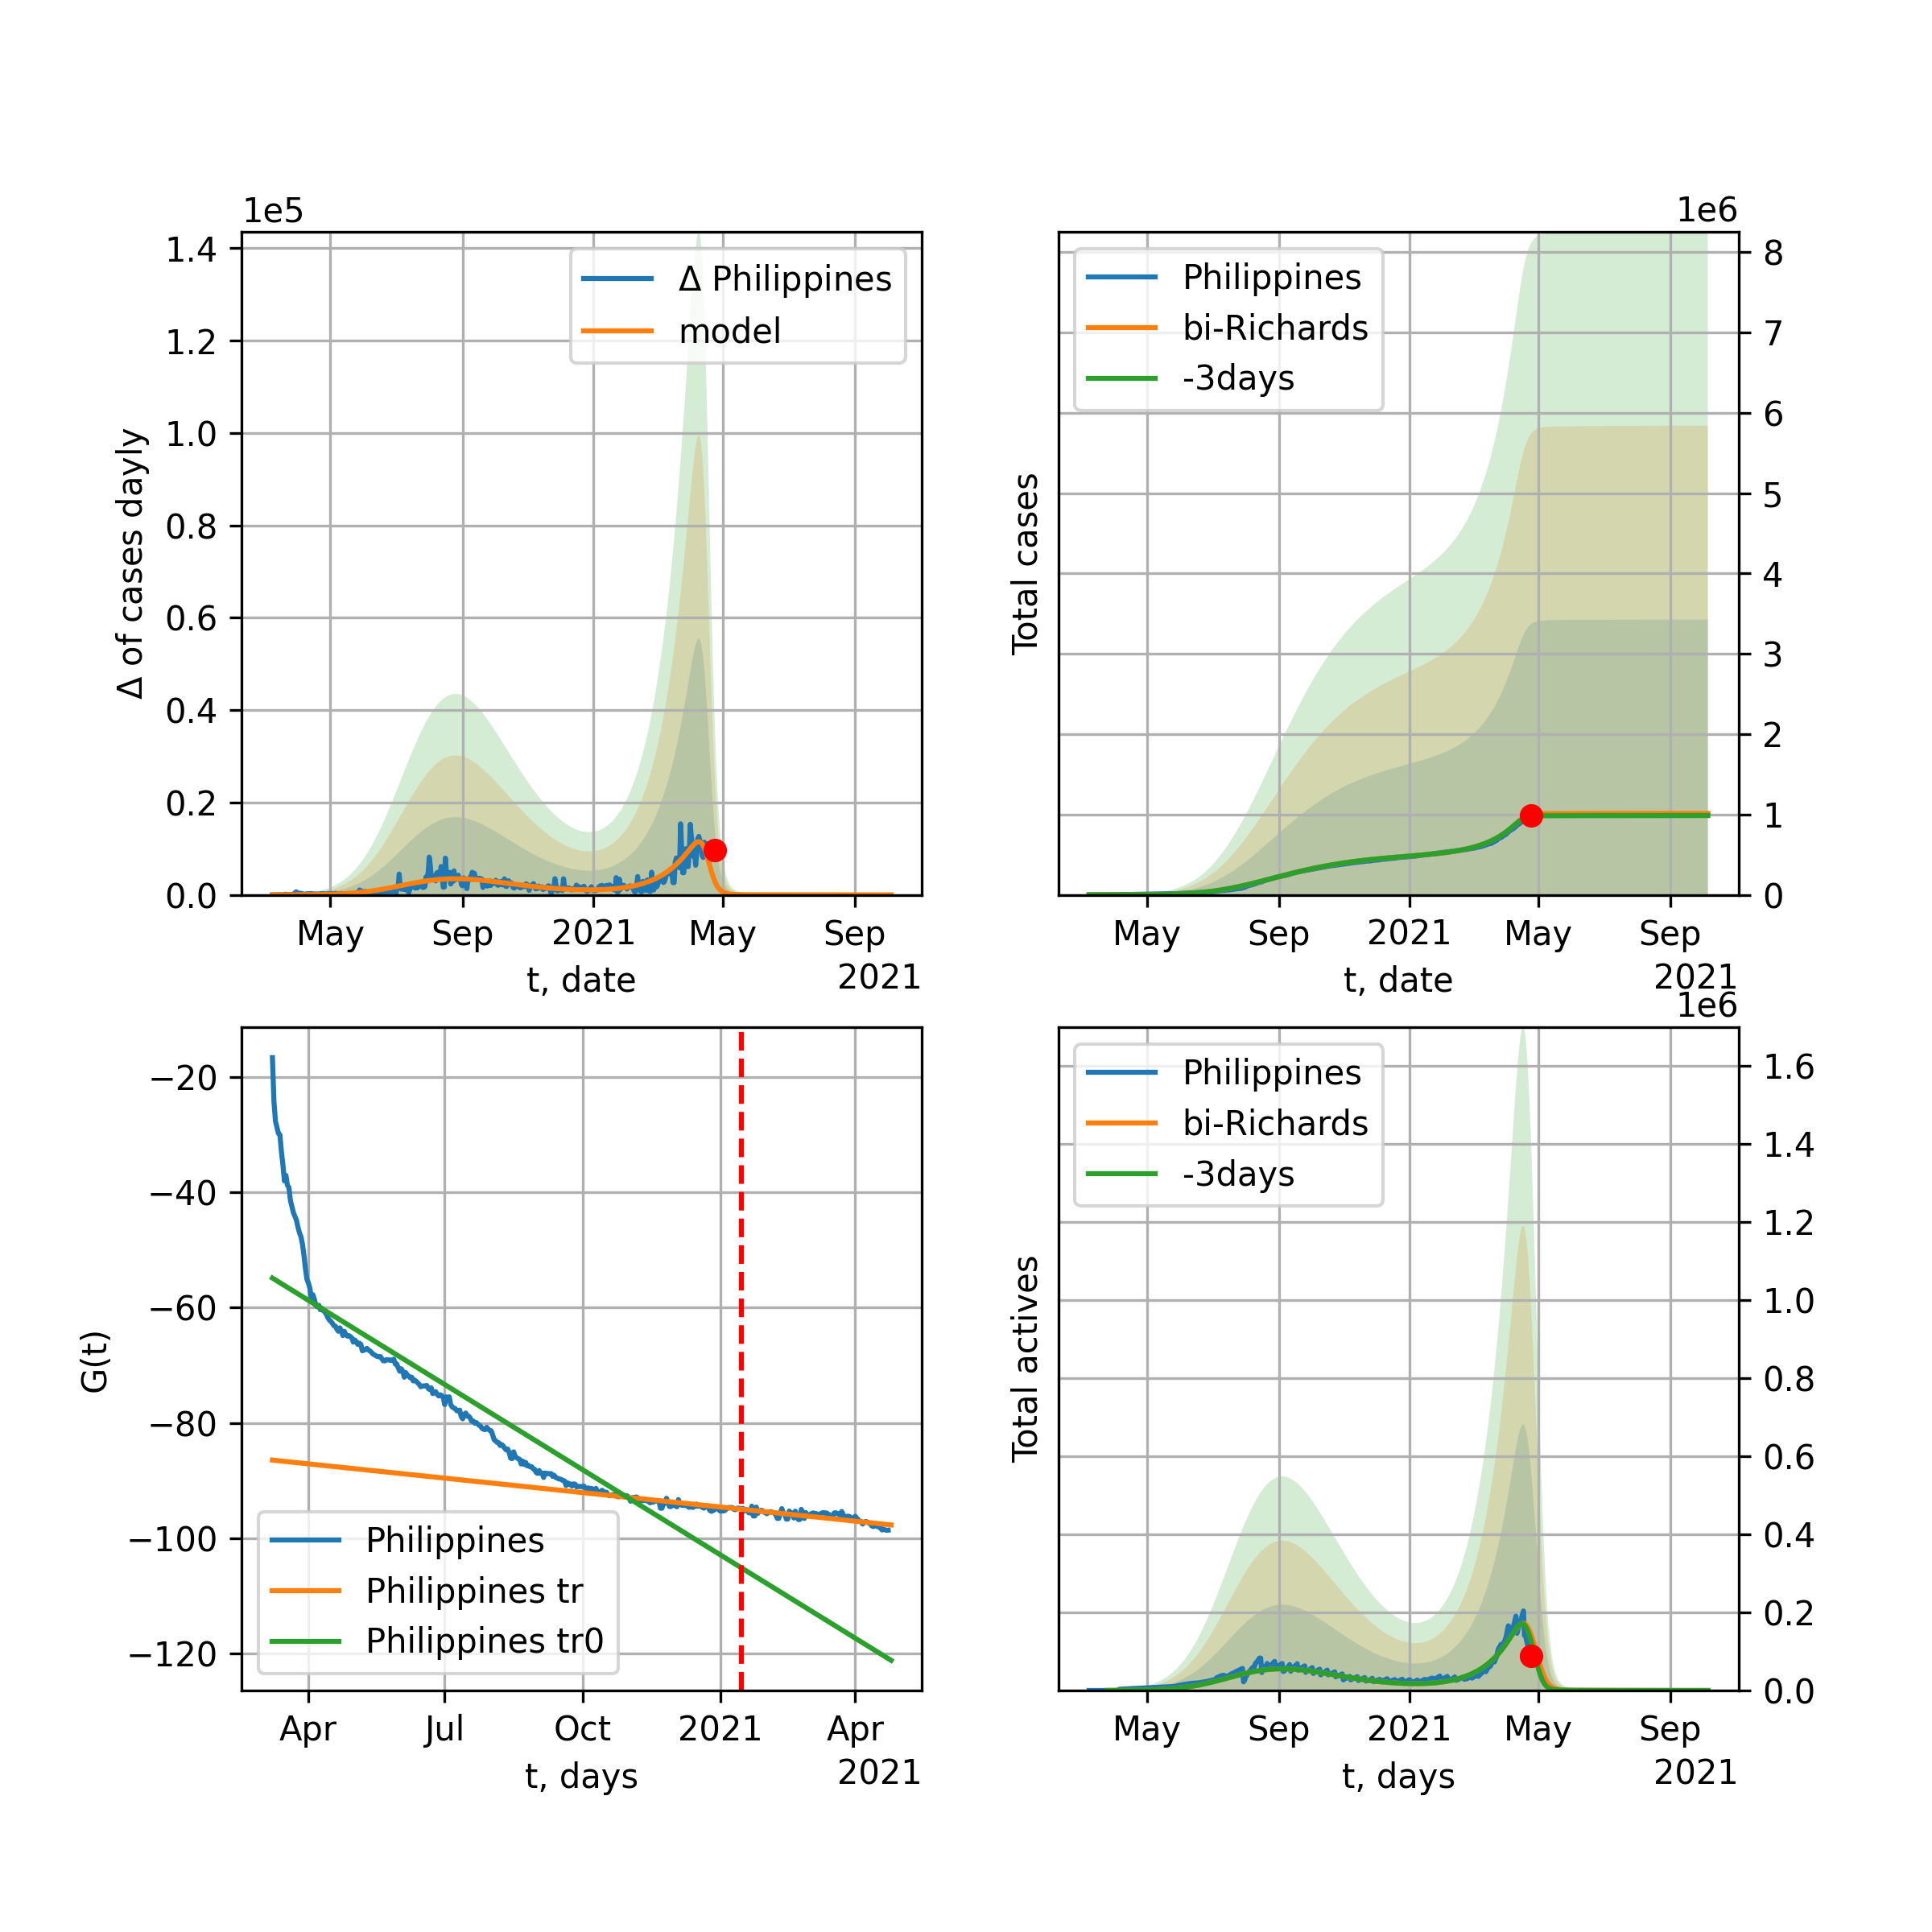 1e5
1.4
1.2
1.0
0.8
0.6
0.4
0.2
0.0
Δ of cases dayly
Δ Philippines
model
May Sep 2021 May Sep
t, date
2021
1e6
Philippines
bi-Richards
-3days
8
7
6
5
4
3
2
1
0
Total cases
May Sep 2021 May Sep
t, date
2021
−20
−40
−60
−80
−100
−120
G(t)
Philippines
Philippines tr
Philippines tr0
Apr Jul Oct 2021 Apr
t, days
2021
1e6
Philippines
bi-Richards
-3days
1.6
1.4
1.2
1.0
0.8
0.6
0.4
0.2
0.0
Total actives
May Sep 2021 May Sep
t, days
2021